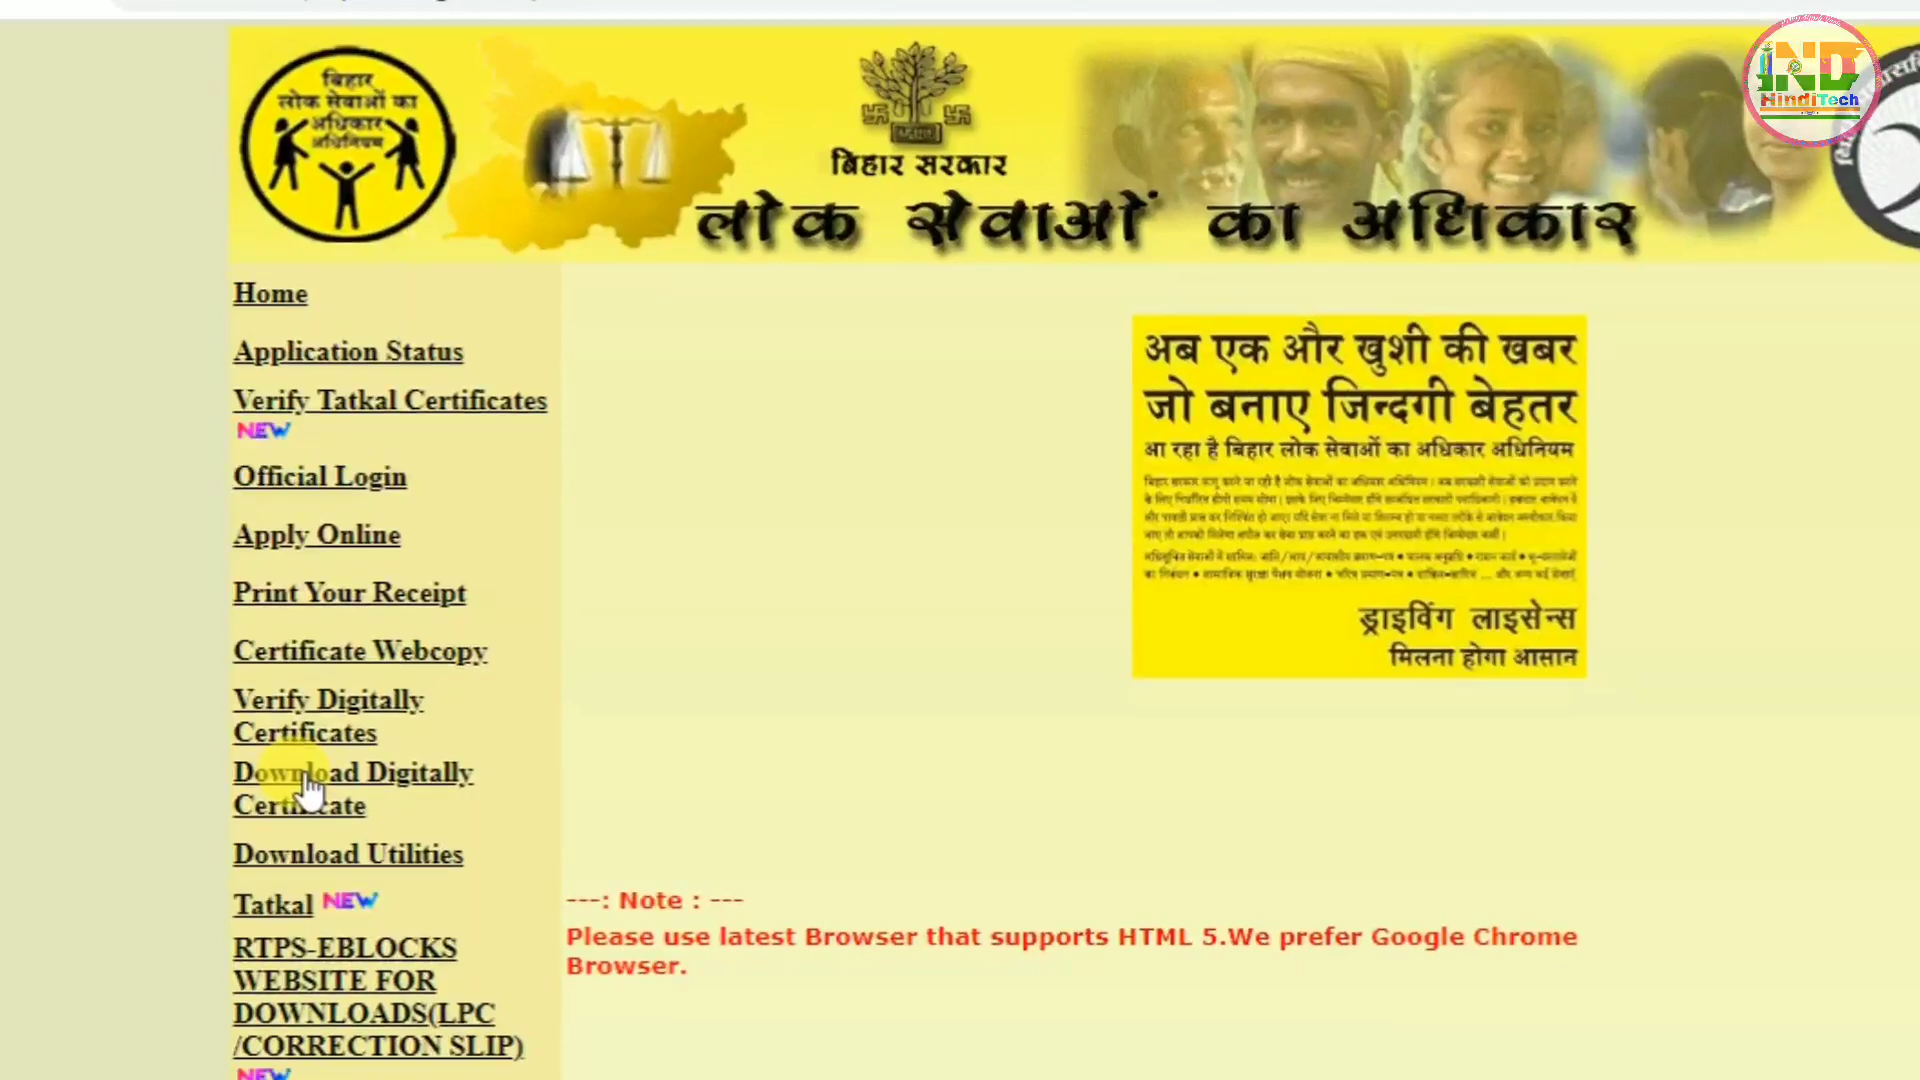 बिहार
लोक सेवाओं का
अधिकार
अधिनियम
बिहार सरकार
लोक सेवाओं का अधिकार
IND
HindiTech
Home
Application Status
Verify Tatkal Certificates
NEW
Official Login
Apply Online
Print Your Receipt
Certificate Webcopy
Verify Digitally
Certificates
Download Digitally
Certificate
Download Utilities
Tatkal NEW
RTPS-EBLOCKS
WEBSITE FOR
DOWNLOADS(LPC
/CORRECTION SLIP)
NEW
अब एक और खुशी की खबर
जो बनाए जिन्दगी बेहतर
आ रहा है बिहार लोक सेवाओं का अधिकार अधिनियम
ड्राइविंग लाइसेन्स
मिलना होगा आसान
---: Note : ---
Please use latest Browser that supports HTML 5.We prefer Google Chrome
Browser.